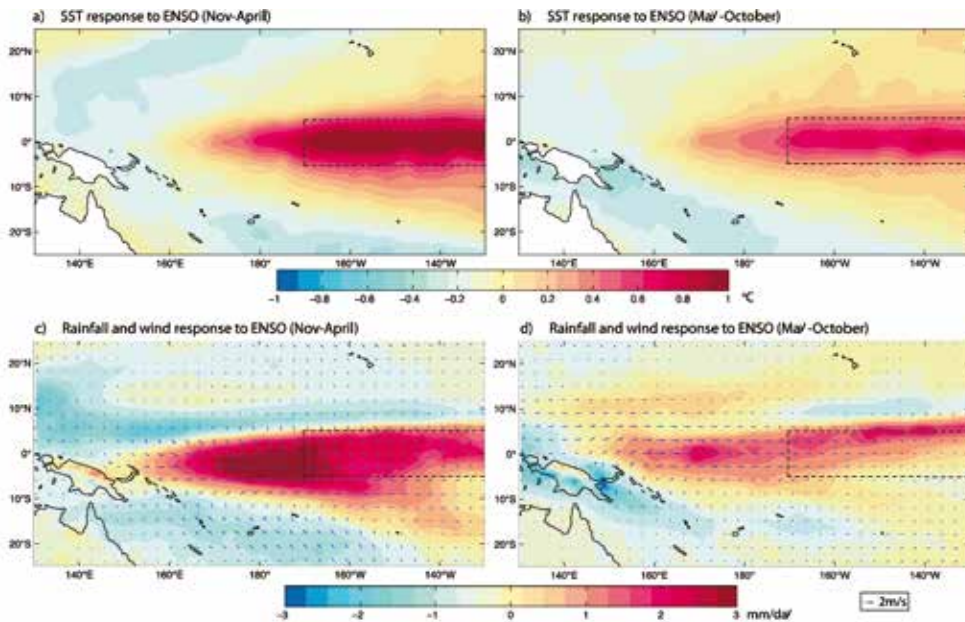 a) SST response to ENSO (Nov-April)
b) SST response to ENSO (Ma/-October)
20°N
10°N
0°
10°S
20°S
140°E 160°E 180° 160°W 140°W
20°N
10°N
0°
10°S
20°S
140°E 160°E 180° 160°W 140°W
−1 −0.8 −0.6 −0.4 −0.2 0 0.2 0.4 0.6 0.8 1 °C
c) Rainfall and wind response to ENSO (Nov-April)
d) Rainfall and wind response to ENSO (Ma/-October)
20°N
10°N
0°
10°S
20°S
140°E 160°E 180° 160°W 140°W
20°N
10°N
0°
10°S
20°S
140°E 160°E 180° 160°W 140°W
−3 −2 −1 0 1 2 3 mm/da/
2m/s